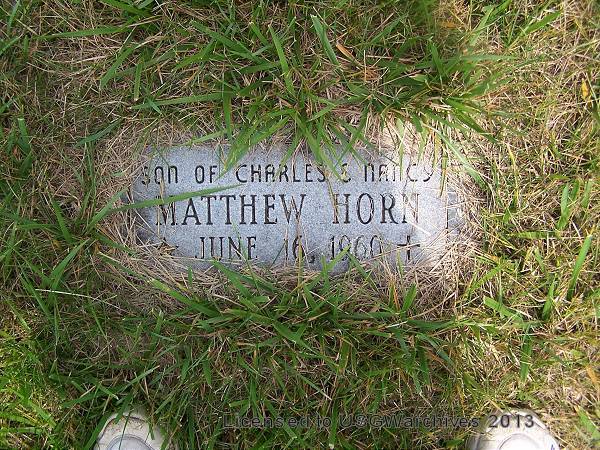 SON OF CHARLES & NANCY
MATTHEW HORN
JUNE 16, 1960
Licensed to USGWarchives 2013